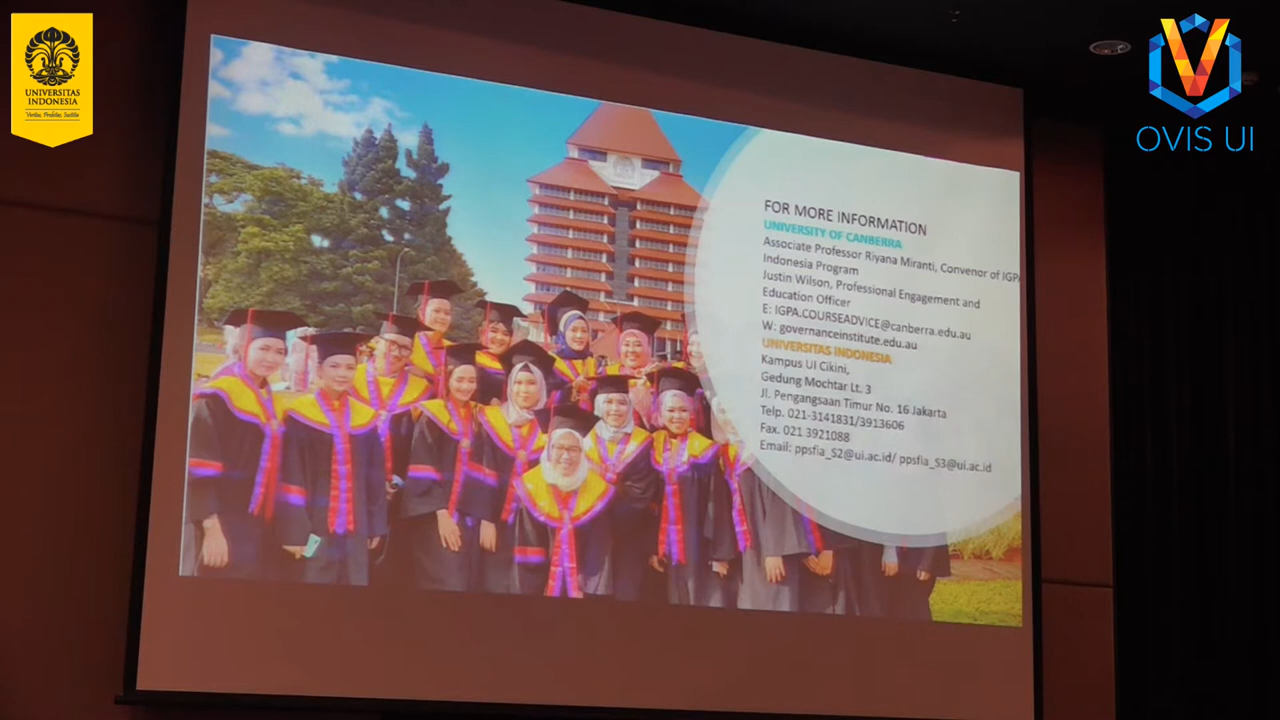 UNIVERSITAS
INDONESIA
Veritas, Probitas, Iustitia
OVIS UI
FOR MORE INFORMATION
UNIVERSITY OF CANBERRA
Associate Professor Riyana Miranti, Convenor of IGPA
Indonesia Program
Justin Wilson, Professional Engagement and
Education Officer
E: IGPA.COURSEADVICE@canberra.edu.au
W: governanceinstitute.edu.au
UNIVERSITAS INDONESIA
Kampus UI Cikini,
Gedung Mochtar Lt. 3
Jl. Pengangsaan Timur No. 16 Jakarta
Telp. 021-3141831/3913606
Fax. 021 3921088
Email: ppsfia_S2@ui.ac.id/ ppsfia_S3@ui.ac.id